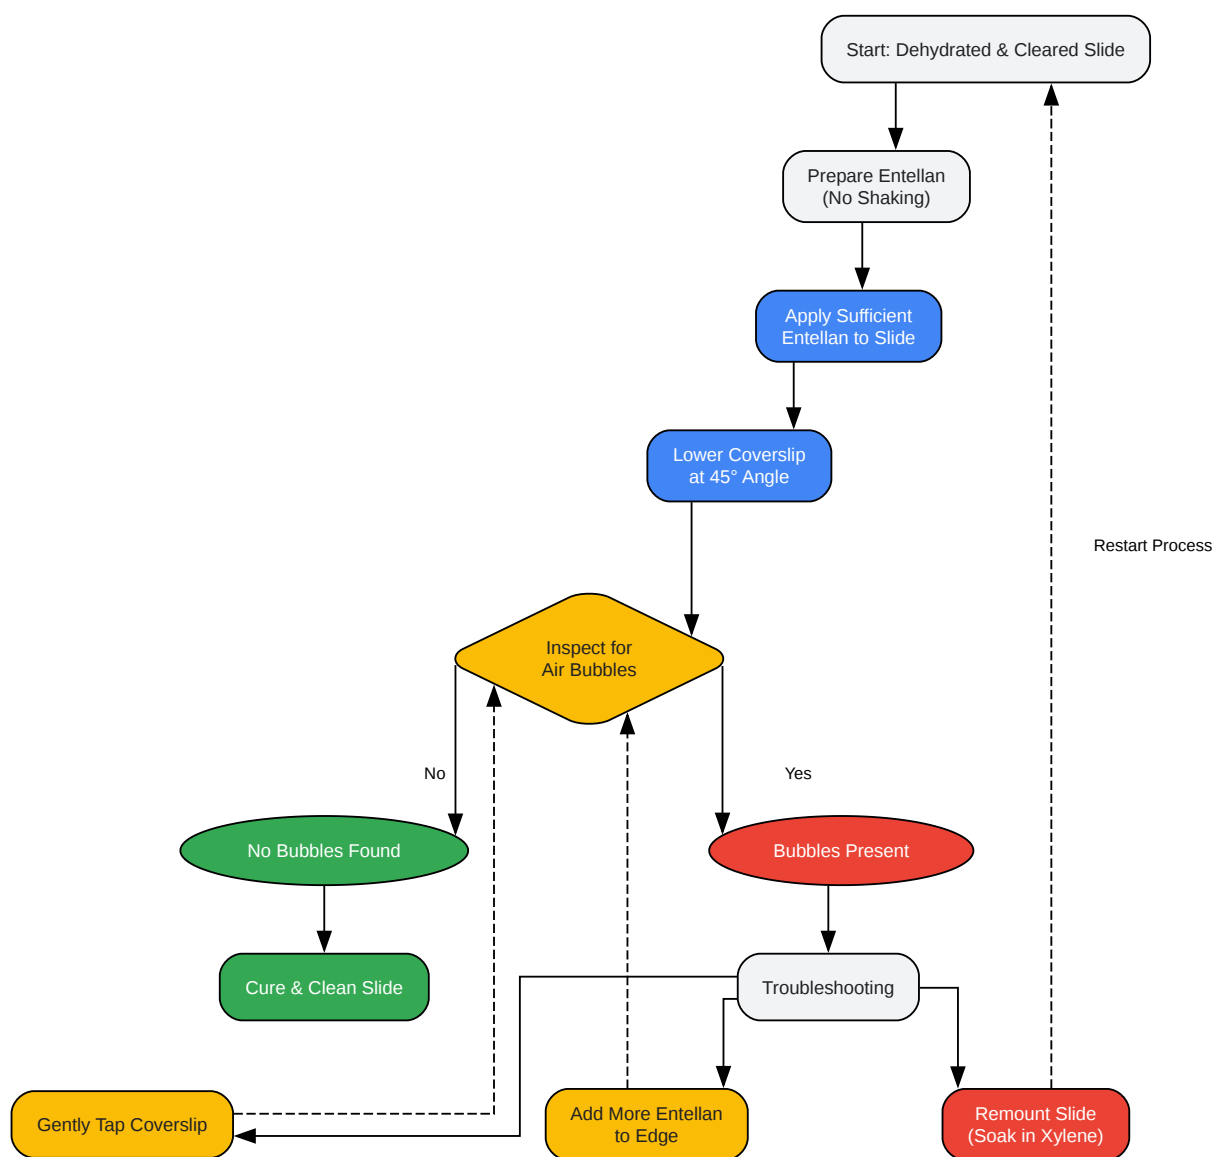 Start: Dehydrated & Cleared Slide
Prepare Entellan
(No Shaking)
Apply Sufficient
Entellan to Slide
Lower Coverslip
at 45° Angle
Restart Process
Inspect for
Air Bubbles
No
Yes
No Bubbles Found
Bubbles Present
Cure & Clean Slide
Troubleshooting
Gently Tap Coverslip
Add More Entellan
to Edge
Remount Slide
(Soak in Xylene)